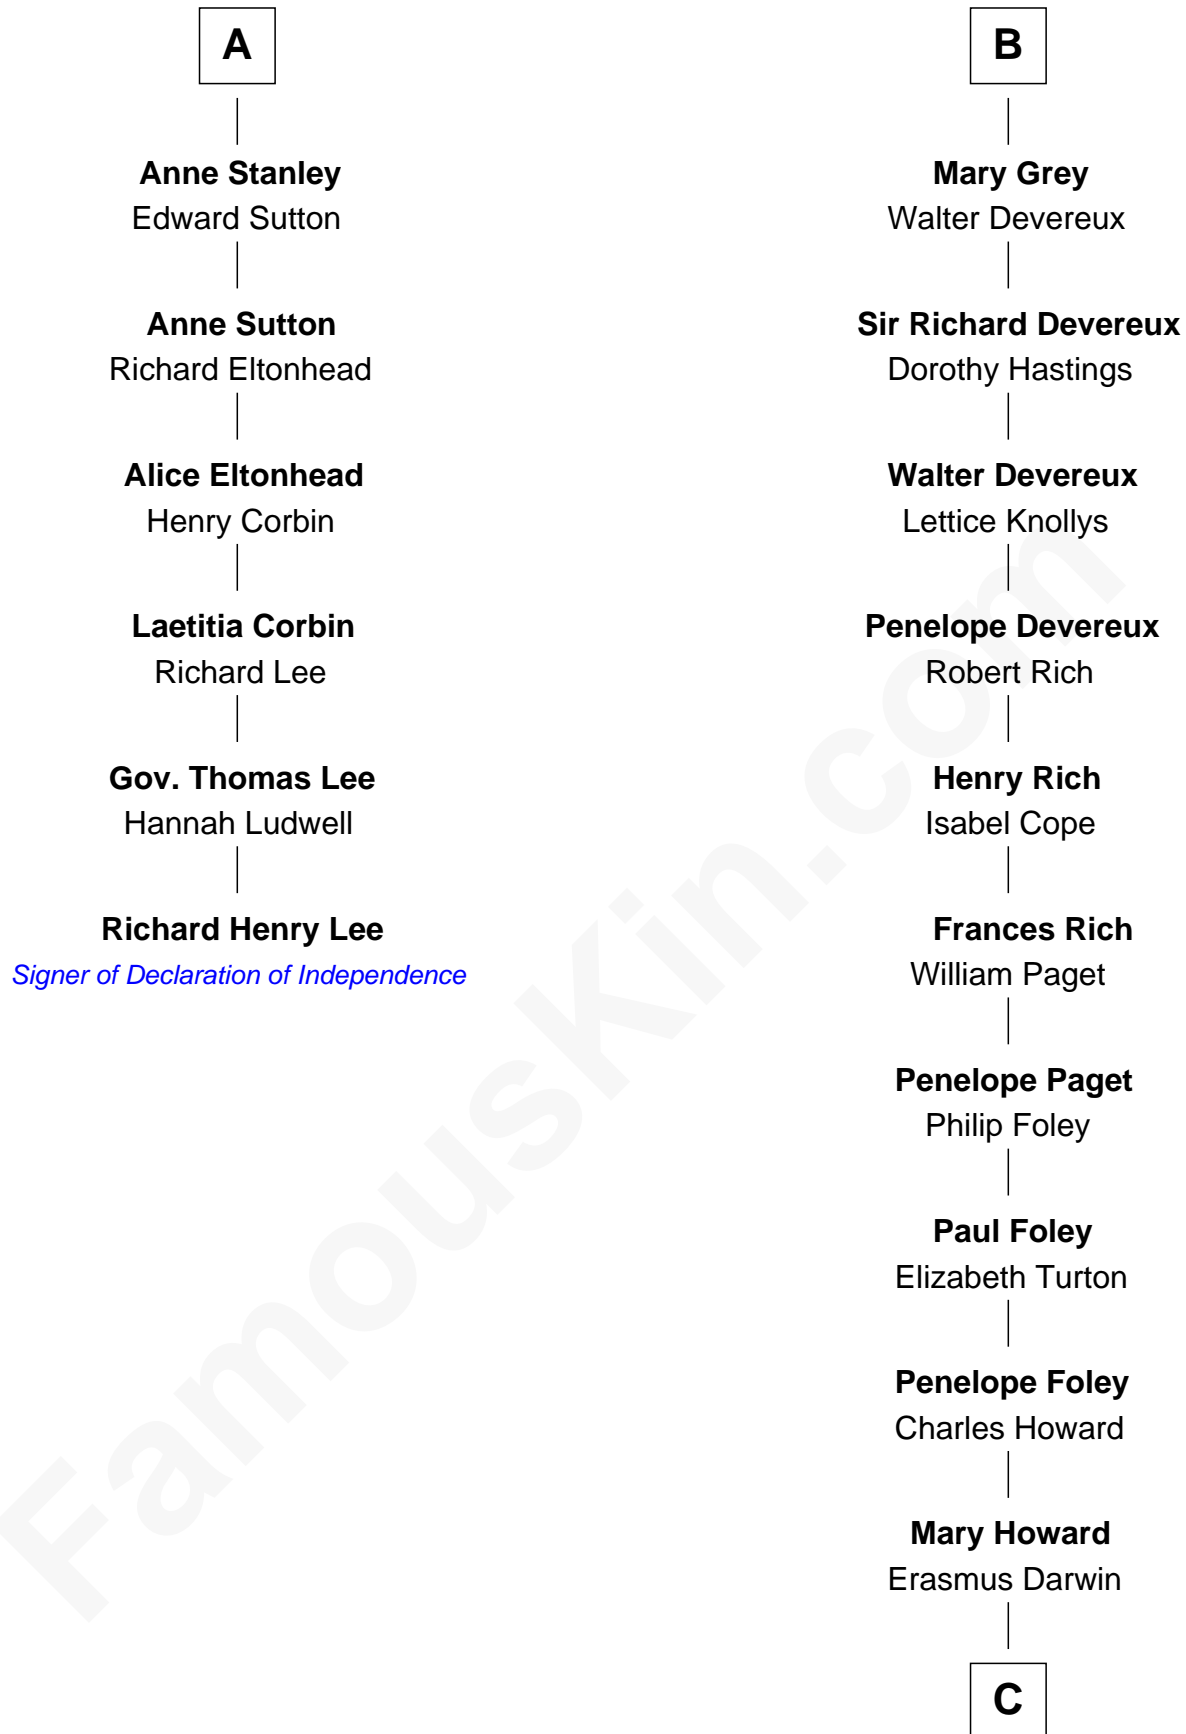 A
Anne Stanley
Edward Sutton
Anne Sutton
Richard Eltonhead
Alice Eltonhead
Henry Corbin
Laetitia Corbin
Richard Lee
Gov. Thomas Lee
Hannah Ludwell
Richard Henry Lee
Signer of Declaration of Independence
B
Mary Grey
Walter Devereux
Sir Richard Devereux
Dorothy Hastings
Walter Devereux
Lettice Knollys
Penelope Devereux
Robert Rich
Henry Rich
Isabel Cope
Frances Rich
William Paget
Penelope Paget
Philip Foley
Paul Foley
Elizabeth Turton
Penelope Foley
Charles Howard
Mary Howard
Erasmus Darwin
C
FamousKin.com